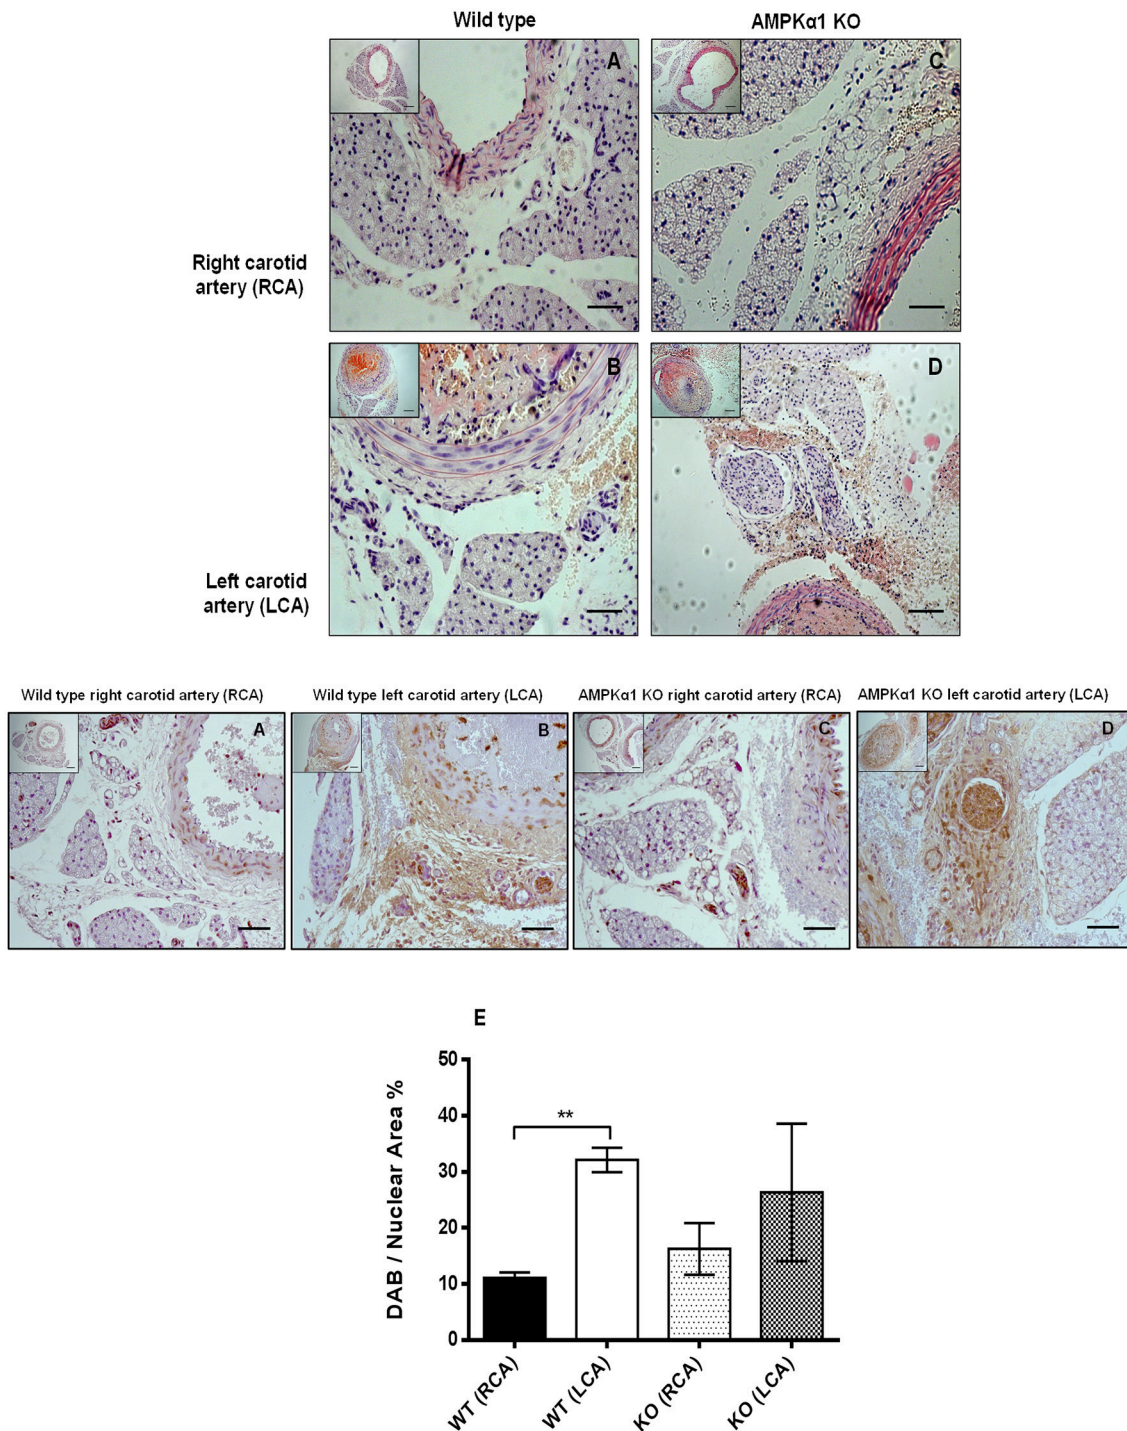 Wild type
AMPKα1 KO
A
C
Right carotid
artery (RCA)
B
D
Left carotid
artery (LCA)
Wild type right carotid artery (RCA)
Wild type left carotid artery (LCA)
AMPKα1 KO right carotid artery (RCA)
AMPKα1 KO left carotid artery (LCA)
A
B
C
D
E
DAB / Nuclear Area %
50
40
30
20
10
0
**
WT (RCA)
WT (LCA)
KO (RCA)
KO (LCA)